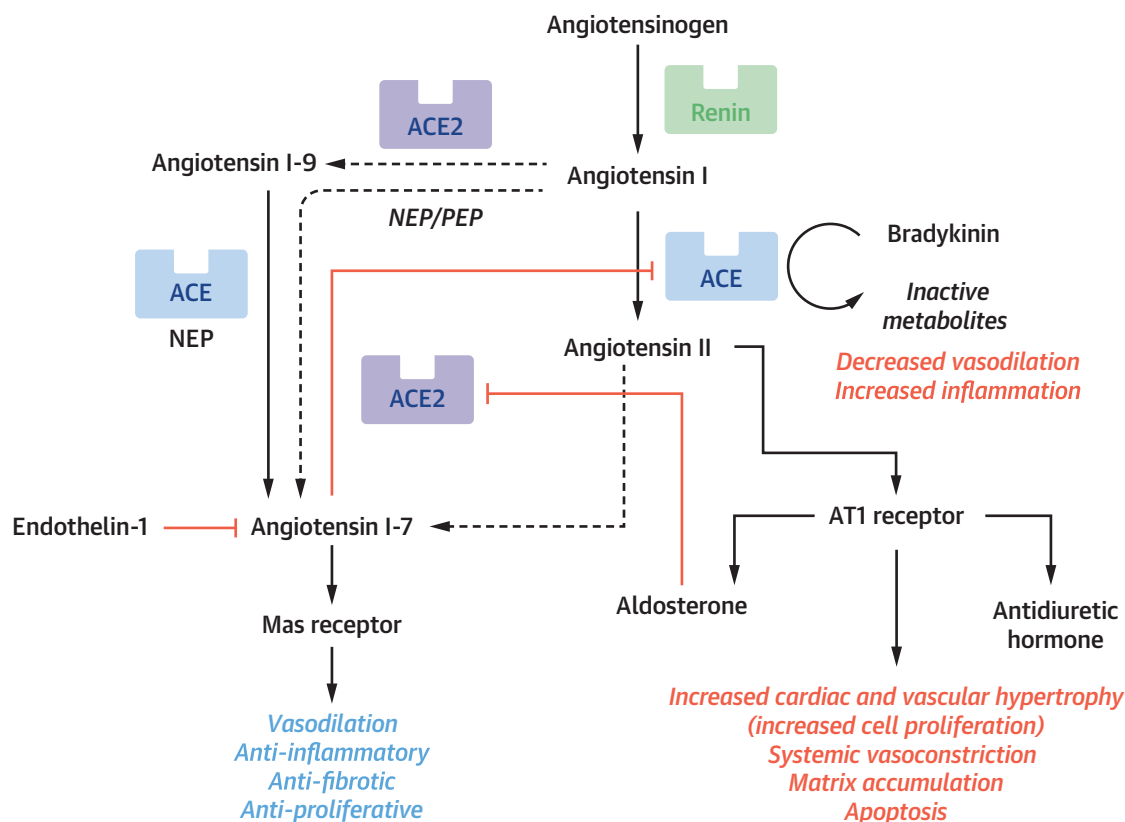 Angiotensinogen
ACE2
Renin
Angiotensin I-9
Angiotensin I
NEP/PEP
Bradykinin
ACE
ACE
Inactive
metabolites
NEP
Angiotensin II
Decreased vasodilation
Increased inflammation
ACE2
Endothelin-1
Angiotensin I-7
AT1 receptor
Aldosterone
Antidiuretic
hormone
Mas receptor
Increased cardiac and vascular hypertrophy
(increased cell proliferation)
Systemic vasoconstriction
Matrix accumulation
Apoptosis
Vasodilation
Anti-inflammatory
Anti-fibrotic
Anti-proliferative